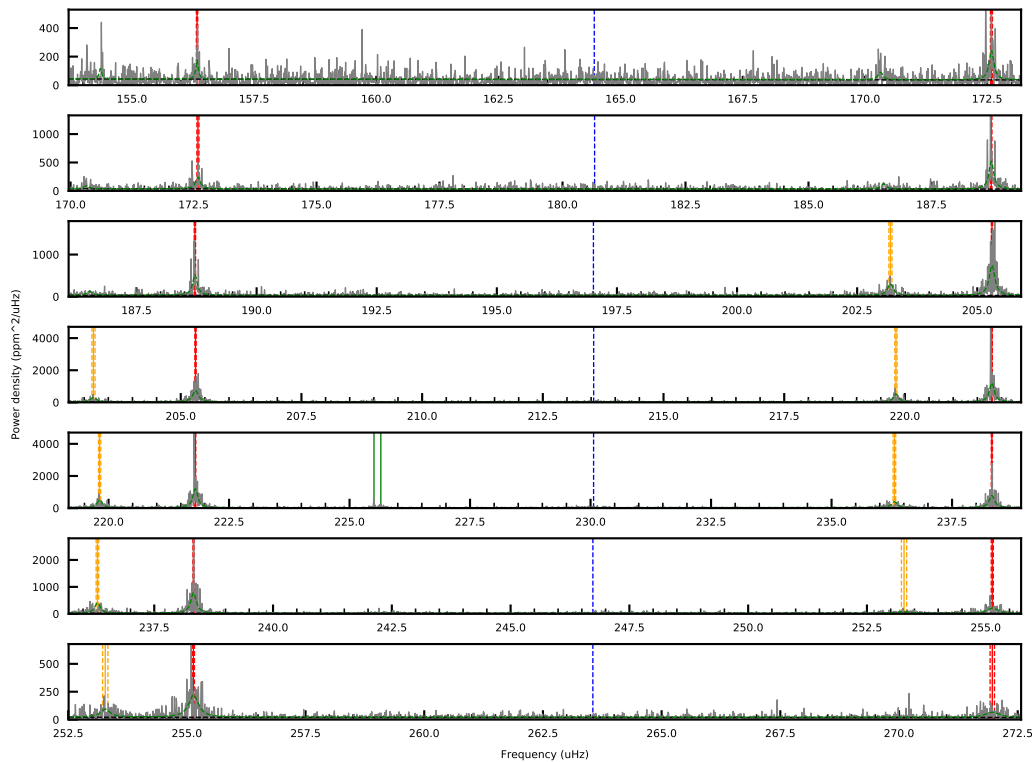 400
200
0
155.0 157.5 160.0 162.5 165.0 167.5 170.0 172.5
1000
500
0
170.0 172.5 175.0 177.5 180.0 182.5 185.0 187.5
1000
0
187.5 190.0 192.5 195.0 197.5 200.0 202.5 205.0
4000
2000
0
205.0 207.5 210.0 212.5 215.0 217.5 220.0
Power density (ppm^2/uHz)
4000
2000
0
220.0 222.5 225.0 227.5 230.0 232.5 235.0 237.5
2000
1000
0
237.5 240.0 242.5 245.0 247.5 250.0 252.5 255.0
500
250
0
252.5 255.0 257.5 260.0 262.5 265.0 267.5 270.0 272.5
Frequency (uHz)